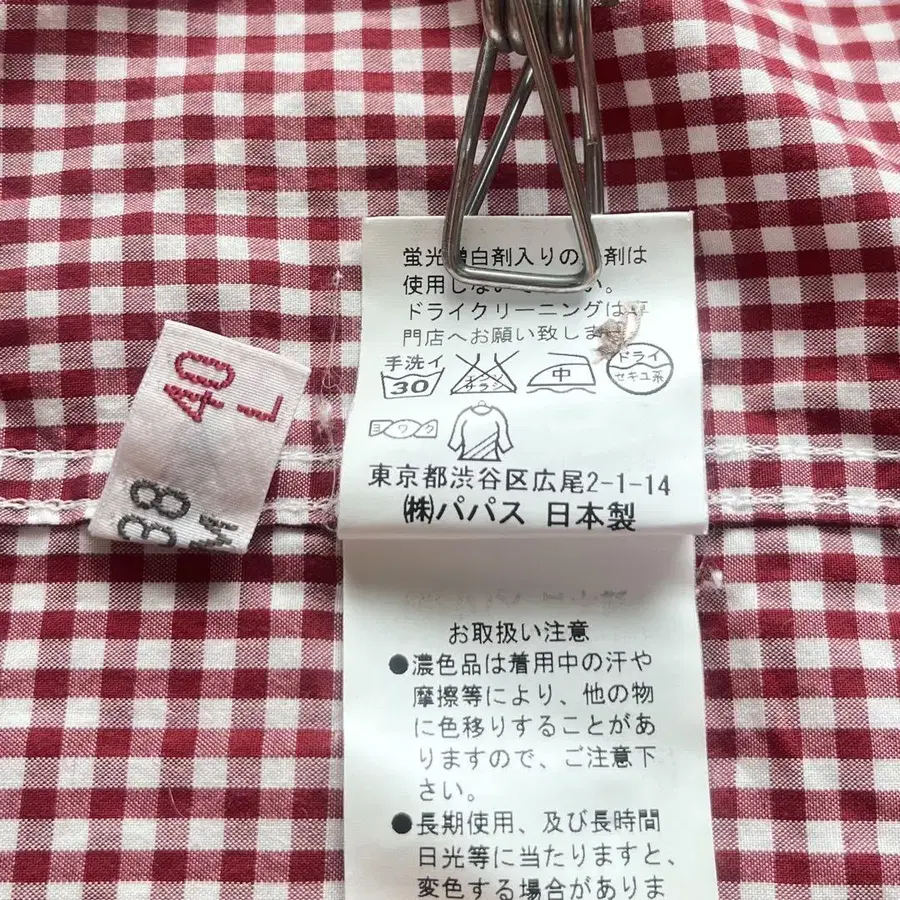 40
L
38
M
蛍光増白剤入りの 剤は
使用しない い。
ドライクリーニングは専
門店へお願い致します
手洗イ
30
エンソ
サラシ
中
ドライ
セキユ系
ヨワク
東京都渋谷区広尾2-1-14
㈱パパス 日本製
お取扱い注意
●濃色品は着用中の汗や
摩擦等により、他の物
に色移りすることがあ
りますので、ご注意下
さい。
●長期使用、及び長時間
日光等に当たりますと、
変色する場合がありま